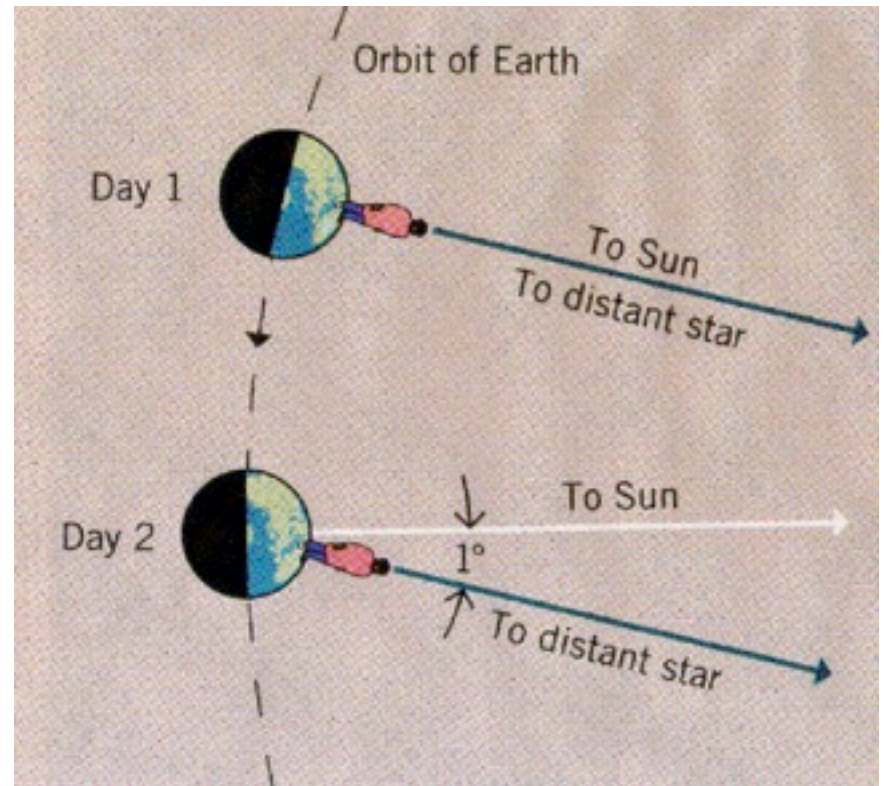 Orbit of Earth
Day 1
To Sun
To distant star
Day 2
To Sun
1°
To distant star